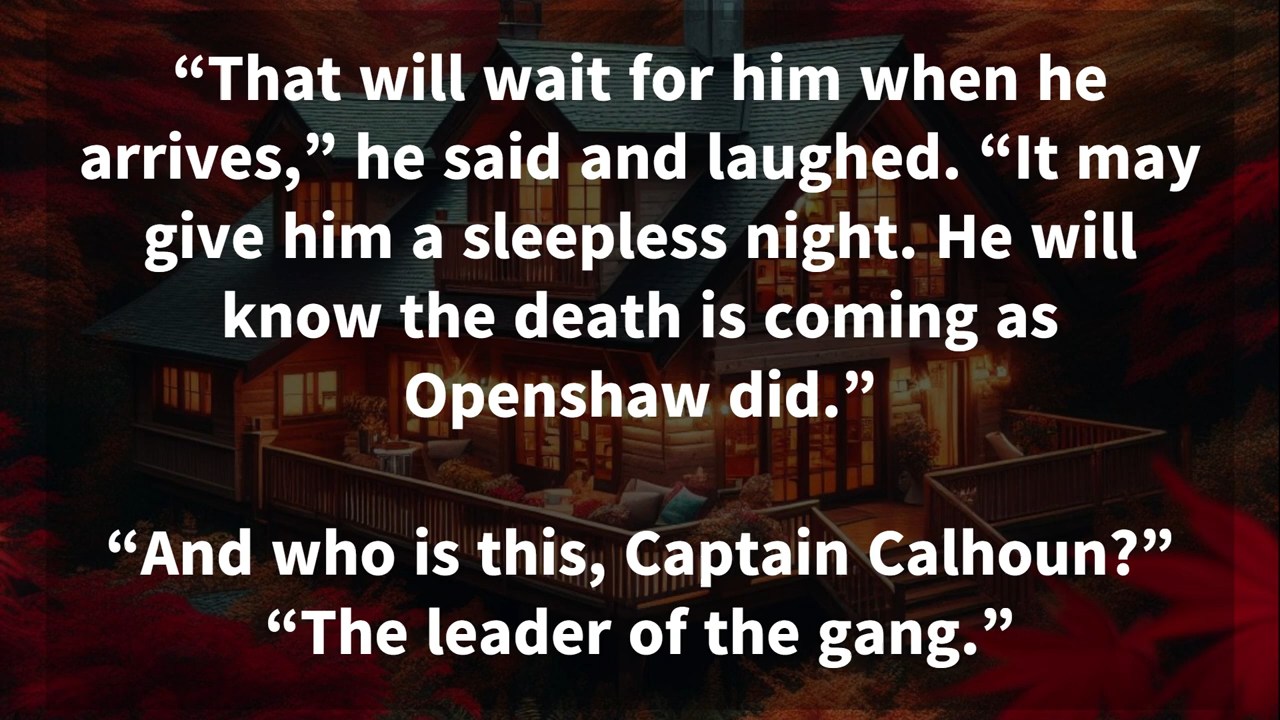 “That will wait for him when he
arrives,” he said and laughed. “It may
give him a sleepless night. He will
know the death is coming as
Openshaw did.”
“And who is this, Captain Calhoun?”
“The leader of the gang.”